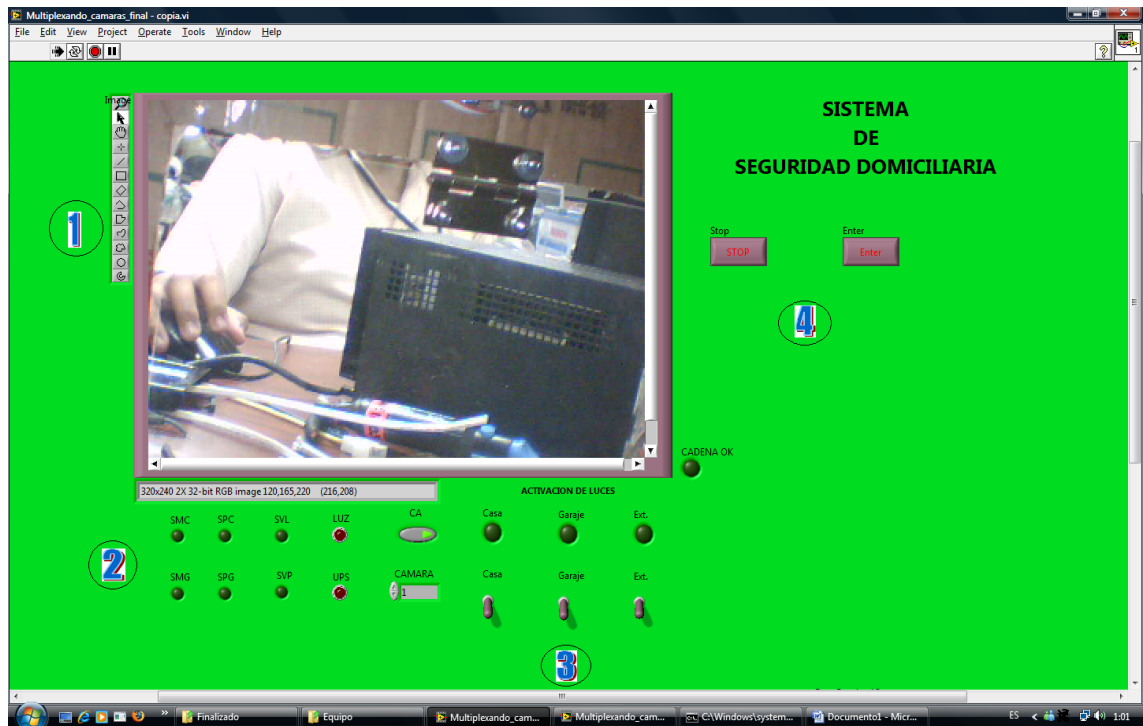 Multiplexando_camaras_final - copia.vi
File Edit View Project Operate Tools Window Help
1
Image
SISTEMA
DE
SEGURIDAD DOMICILIARIA
1
Stop Enter
STOP Enter
4
CADENA OK
320x240 2X 32-bit RGB image 120,165,220 (216,208)
ACTIVACION DE LUCES
SMC SPC SVL LUZ CA Casa Garaje Ext.
2
SMG SPG SVP UPS CAMARA Casa Garaje Ext.
1
3
Finalizado Equipo Multiplexando_cam... Multiplexando_cam... C:\Windows\system... Documento1 - Micr... ES 1:01